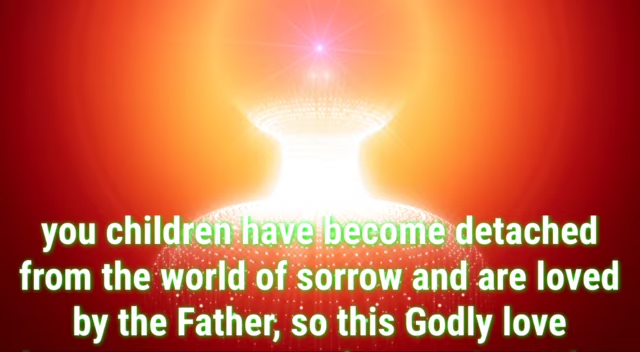 you children have become detached
from the world of sorrow and are loved
by the Father, so this Godly love